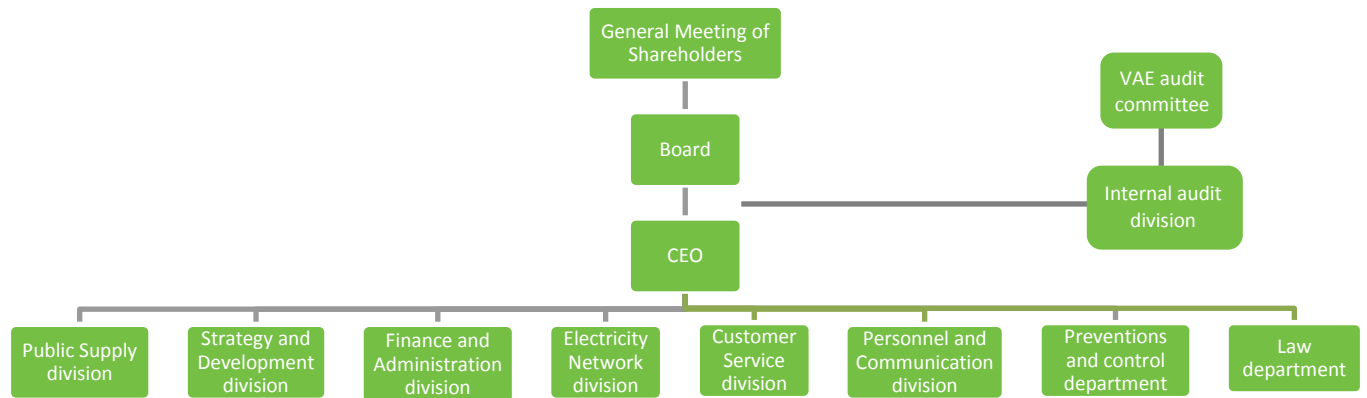 General Meeting of
Shareholders
VAE audit
committee
Board
Internal audit
division
CEO
Public Supply
division
Strategy and
Development
division
Finance and
Administration
division
Electricity
Network
division
Customer
Service
division
Personnel and
Communication
division
Preventions
and control
department
Law
department